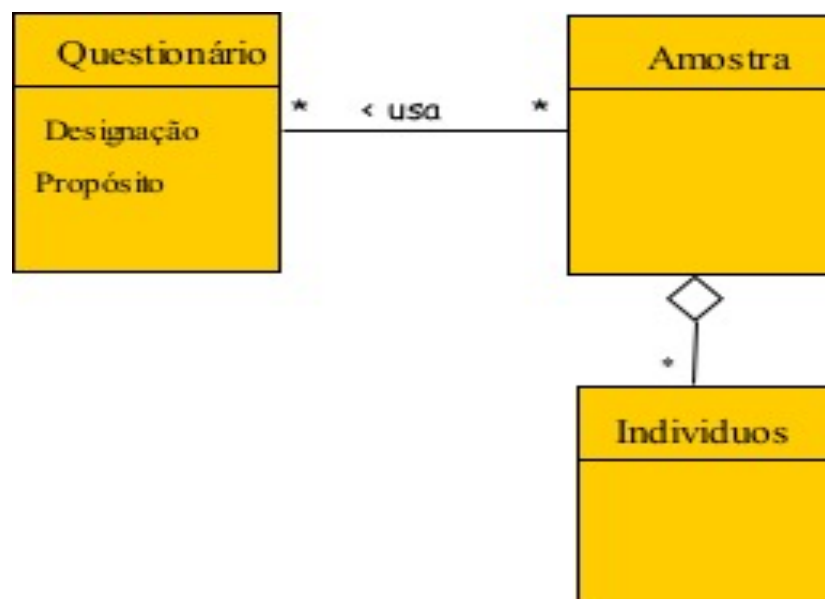 Questionário
Designação
Propósito
* < usa *
Amostra
*
Individuos